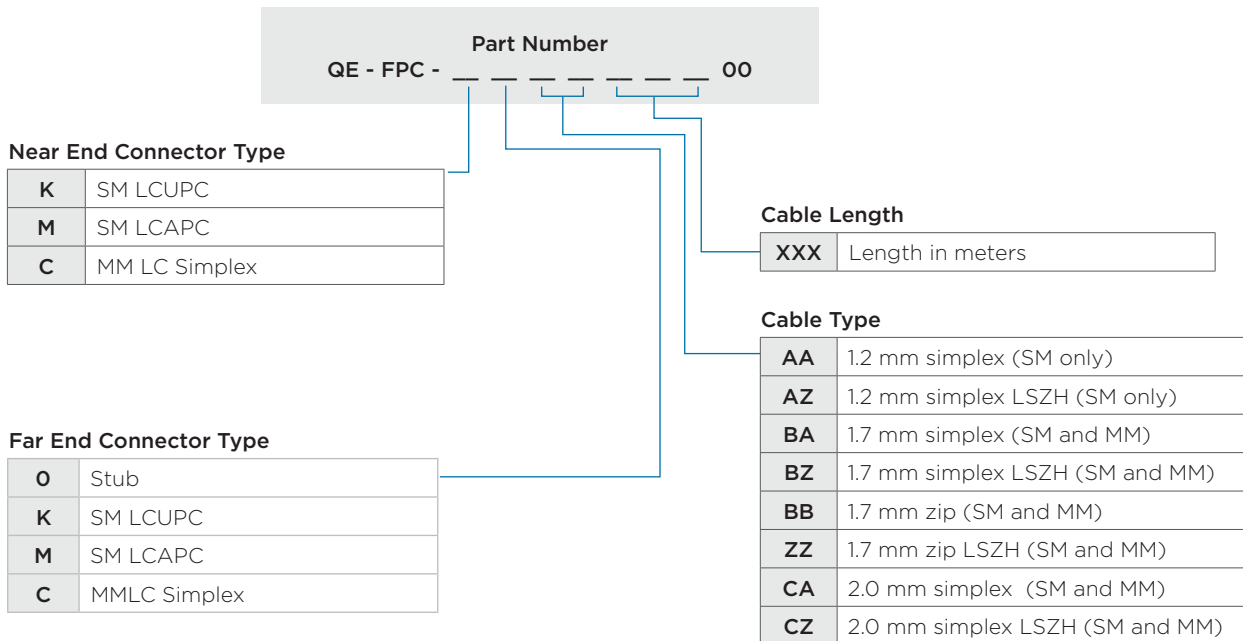 Part Number
QE - FPC - __ __ __ __ __ __ __ 00
Near End Connector Type
K SM LCUPC
M SM LCAPC
C MM LC Simplex
Far End Connector Type
0 Stub
K SM LCUPC
M SM LCAPC
C MMLC Simplex
Cable Length
XXX Length in meters
Cable Type
AA 1.2 mm simplex (SM only)
AZ 1.2 mm simplex LSZH (SM only)
BA 1.7 mm simplex (SM and MM)
BZ 1.7 mm simplex LSZH (SM and MM)
BB 1.7 mm zip (SM and MM)
ZZ 1.7 mm zip LSZH (SM and MM)
CA 2.0 mm simplex (SM and MM)
CZ 2.0 mm simplex LSZH (SM and MM)